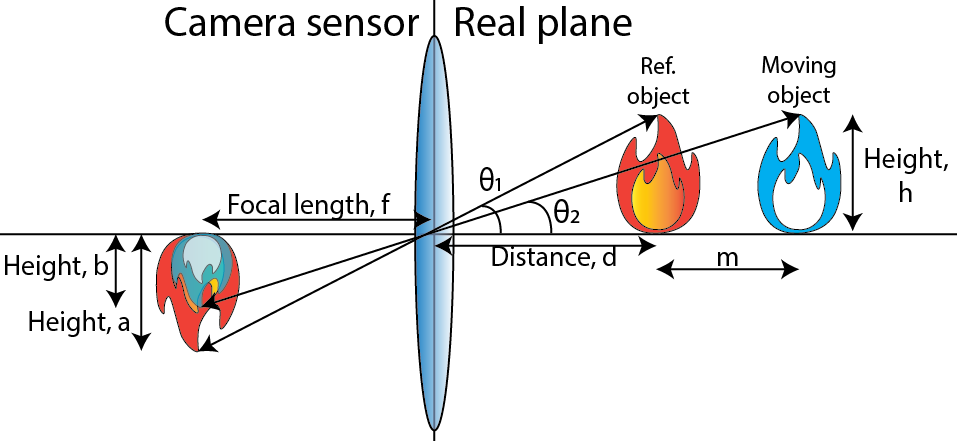 Camera sensor
Real plane
Ref.
object
Moving
object
Height,
h
θ1
θ2
Focal length, f
Distance, d
m
Height, b
Height, a